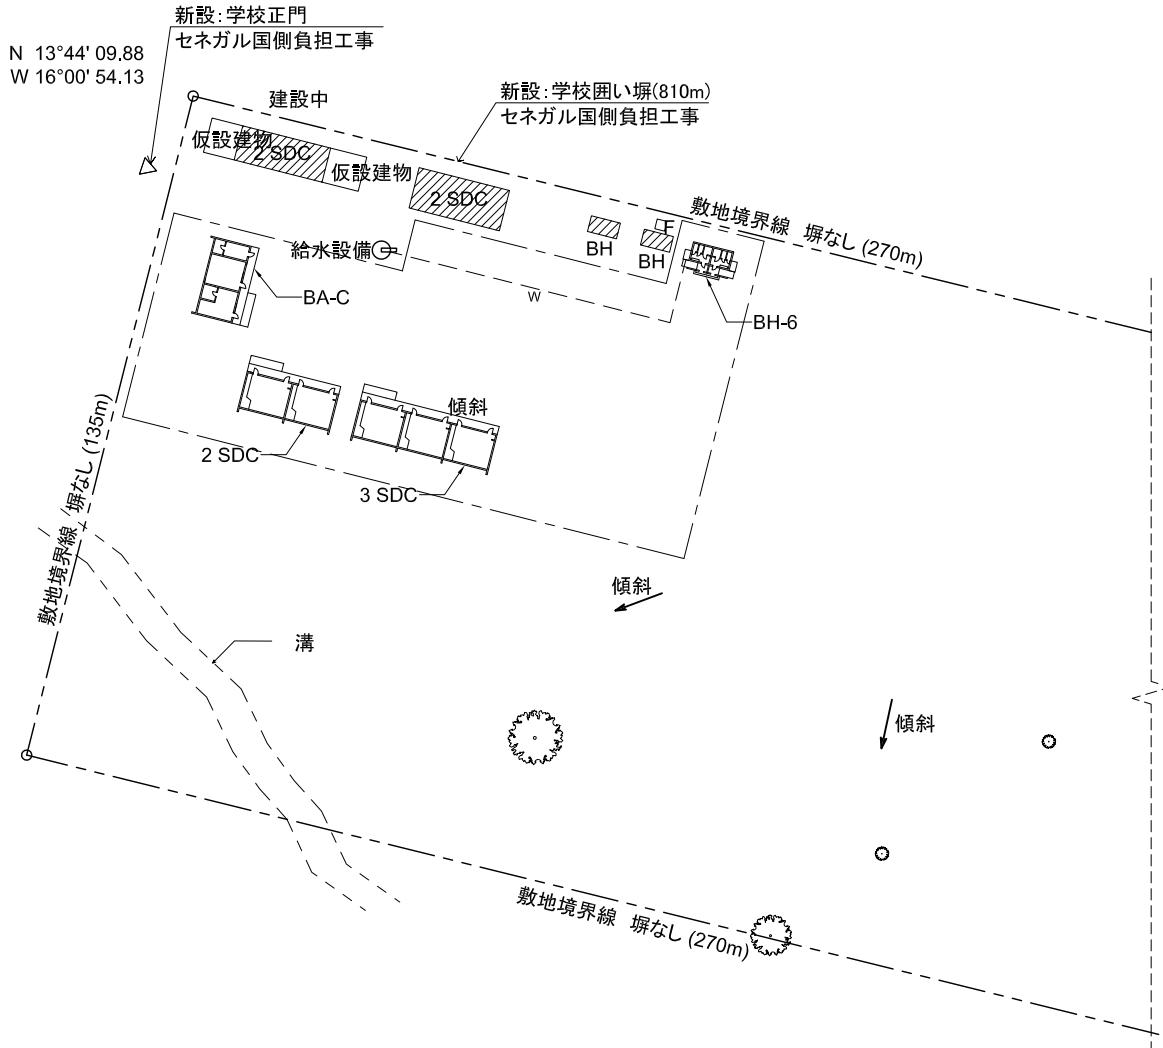 新設：学校正門
セネガル国側負担工事
N 13°44' 09.88
W 16°00' 54.13
建設中
新設：学校囲い塀(810m)
セネガル国側負担工事
仮設建物
2 SDC
仮設建物
2 SDC
敷地境界線 塀なし (270m)
F
BH
BH
給水設備
BA-C
W
BH-6
傾斜
2 SDC
3 SDC
敷地境界線 塀なし (135m)
傾斜
溝
傾斜
敷地境界線 塀なし (270m)